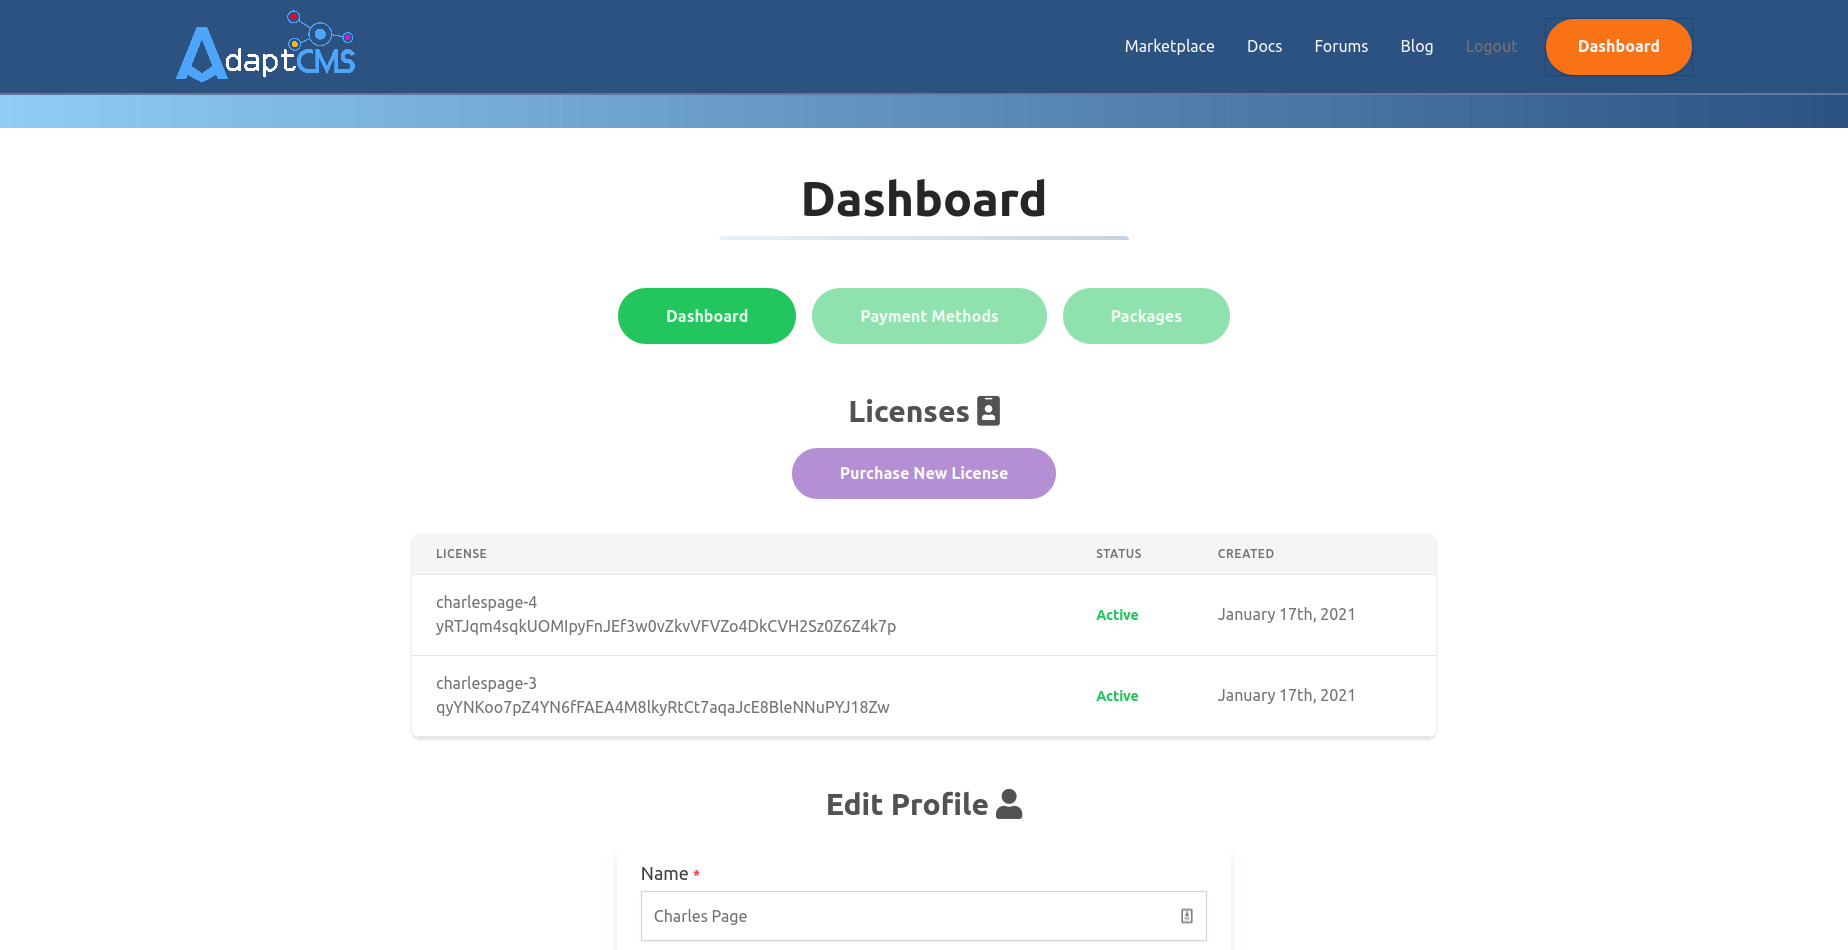 AdaptCMS
Marketplace Docs Forums Blog Logout Dashboard
Dashboard
Dashboard Payment Methods Packages
Licenses
Purchase New License
LICENSE STATUS CREATED
charlespage-4
yRTJqm4sqkUOMIpyFnJEf3w0vZkvVFVZo4DkCVH2Sz0Z6Z4k7p Active January 17th, 2021
charlespage-3
qyYNKoo7pZ4YN6fFAEA4M8lkyRtCt7aqaJcE8BleNNuPYJ18Zw Active January 17th, 2021
Edit Profile
Name *
Charles Page